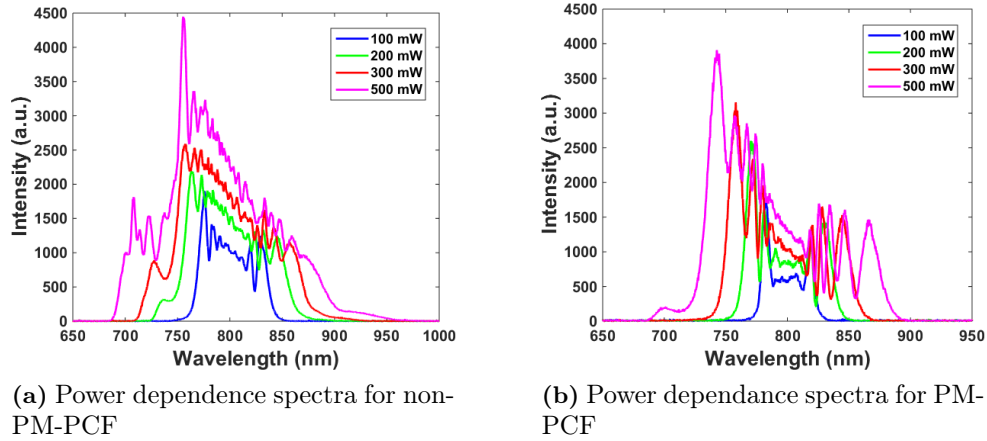 4500
4000
3500
3000
2500
2000
1500
1000
500
0
Intensity (a.u.)
650 700 750 800 850 900 950 1000
Wavelength (nm)
100 mW
200 mW
300 mW
500 mW
(a) Power dependence spectra for non-
PM-PCF
4500
4000
3500
3000
2500
2000
1500
1000
500
0
Intensity (a.u.)
650 700 750 800 850 900 950
Wavelength (nm)
100 mW
200 mW
300 mW
500 mW
(b) Power dependance spectra for PM-
PCF